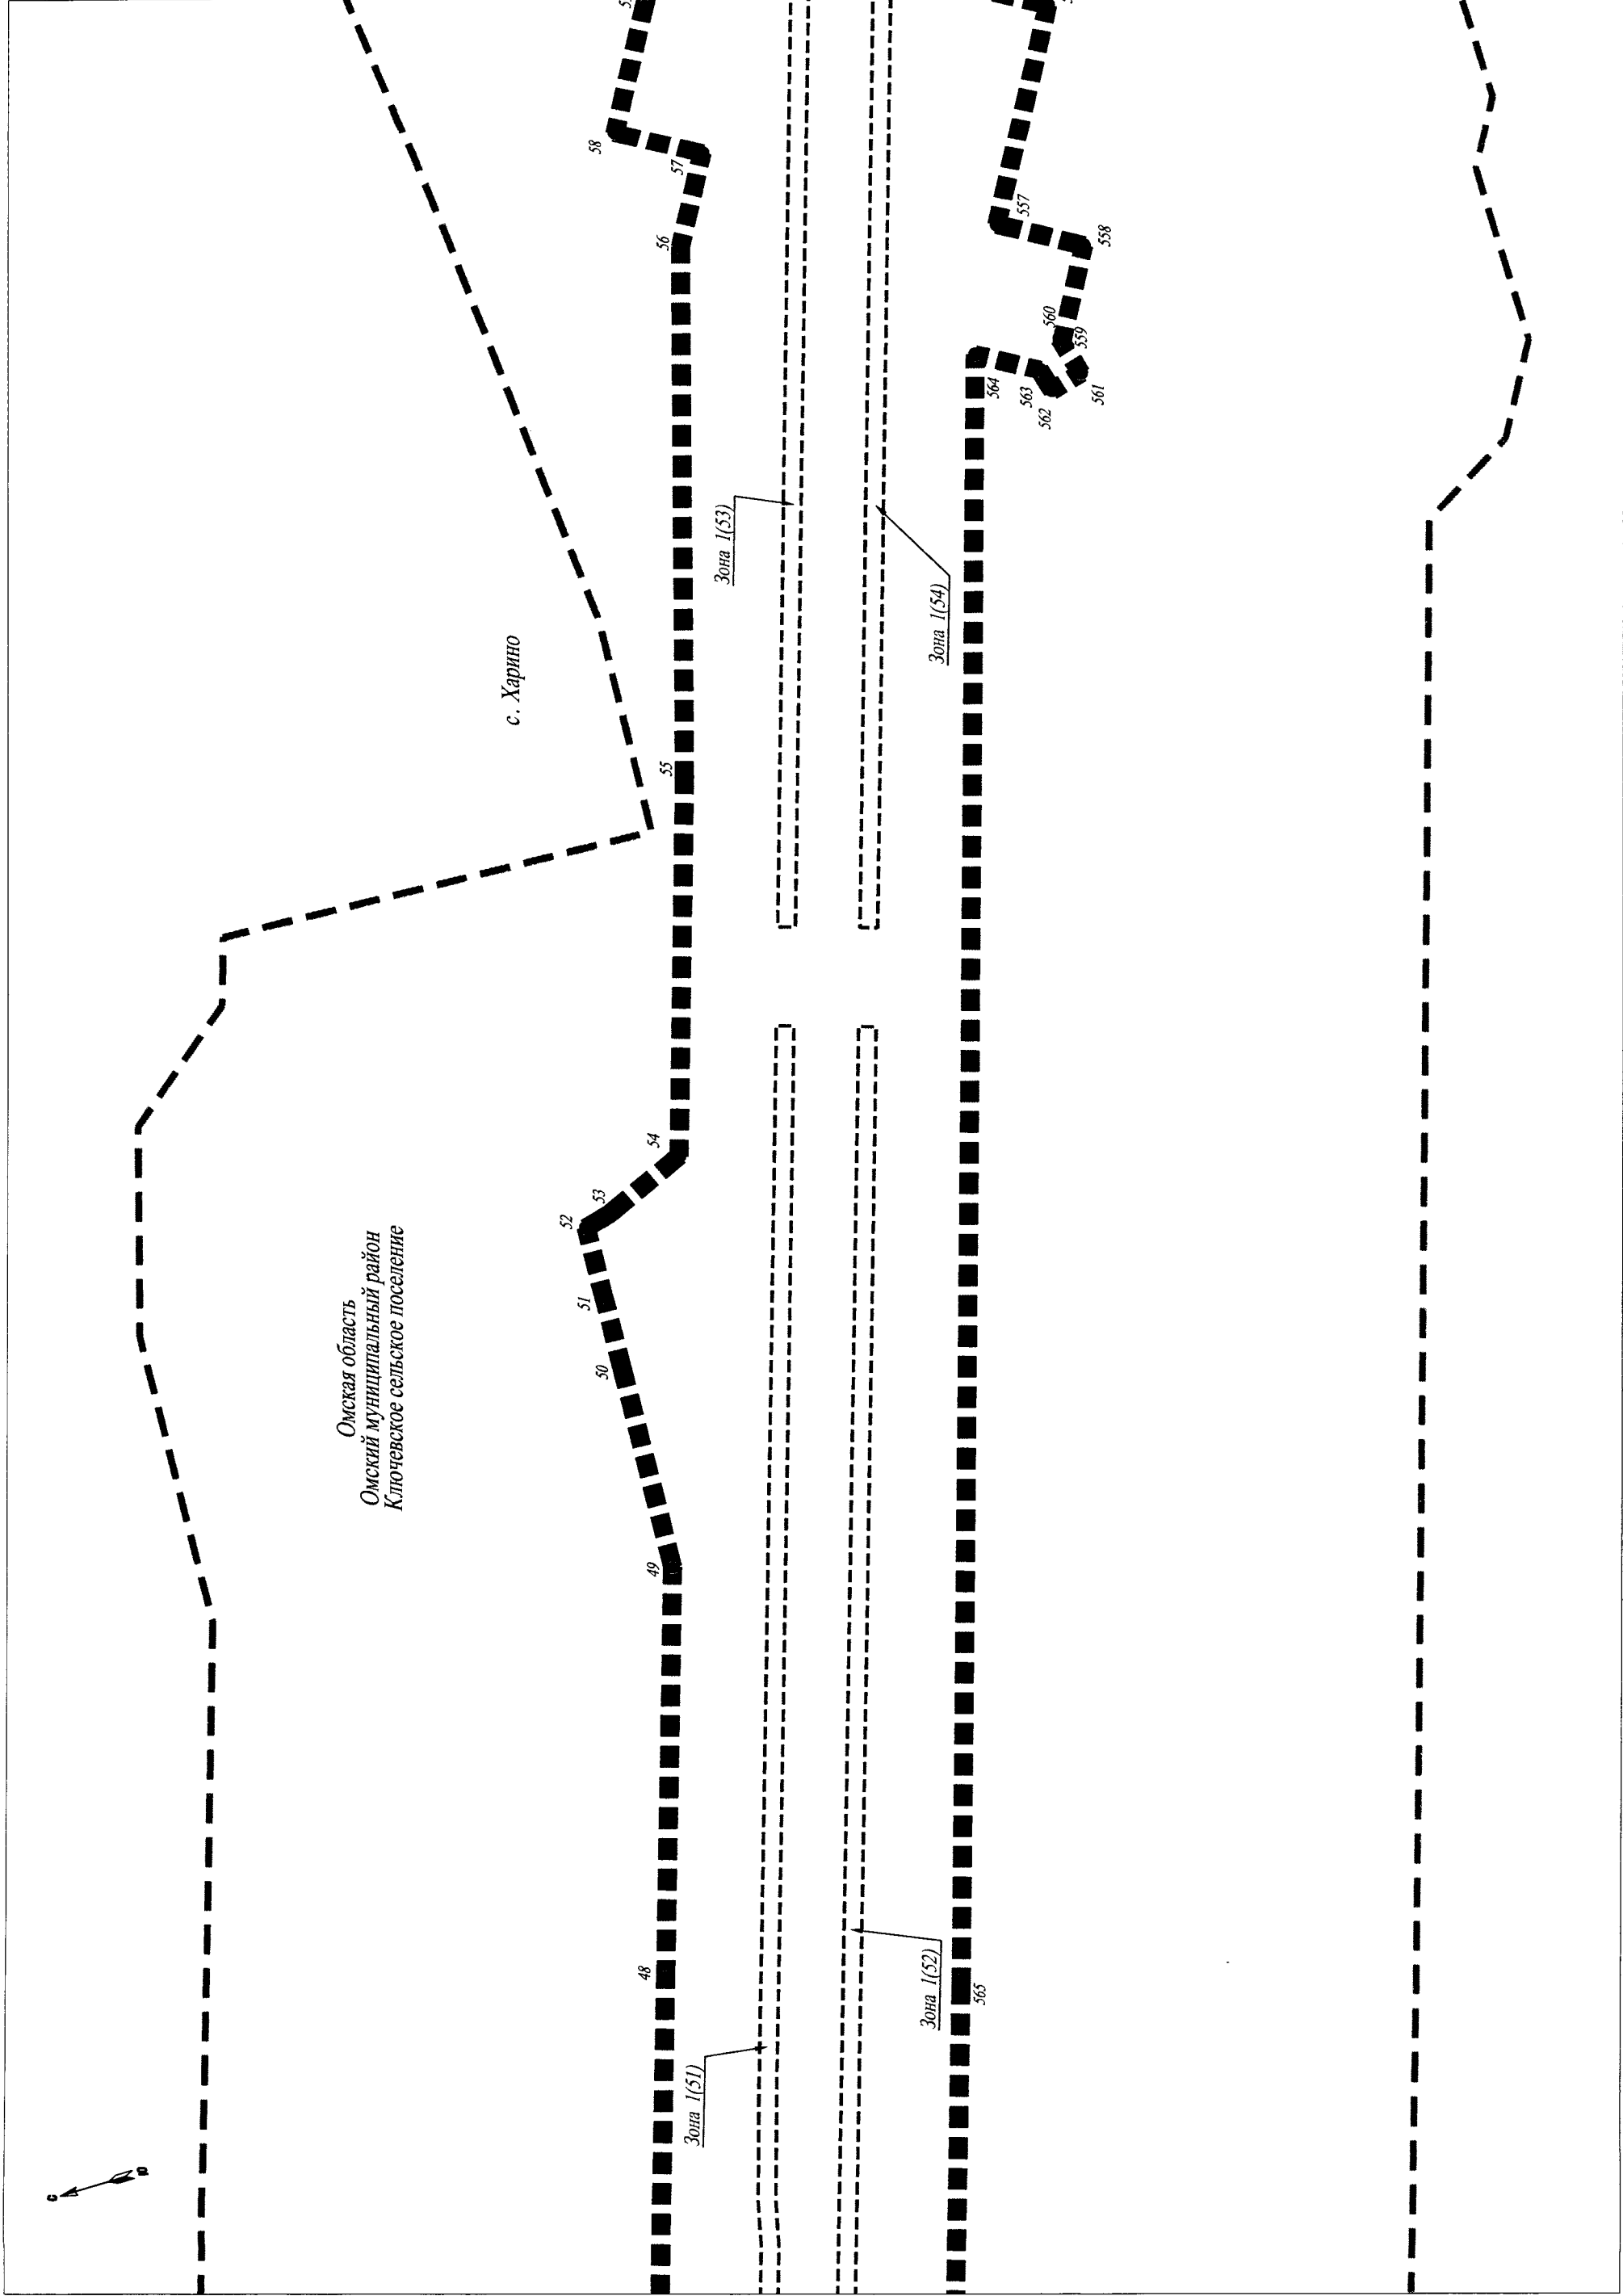 С
Ю
Омская область
Омский муниципальный район
Ключевское сельское поселение
с. Харино
48
49
50
51
52
53
54
55
56
57
58
Зона 1(51)
Зона 1(52)
Зона 1(53)
Зона 1(54)
557
558
560
559
561
562
563
564
565